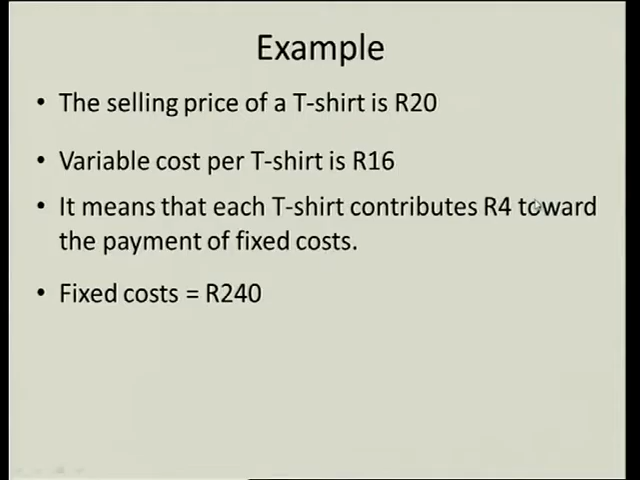 Example
• The selling price of a T-shirt is R20
• Variable cost per T-shirt is R16
• It means that each T-shirt contributes R4 toward
the payment of fixed costs.
• Fixed costs = R240